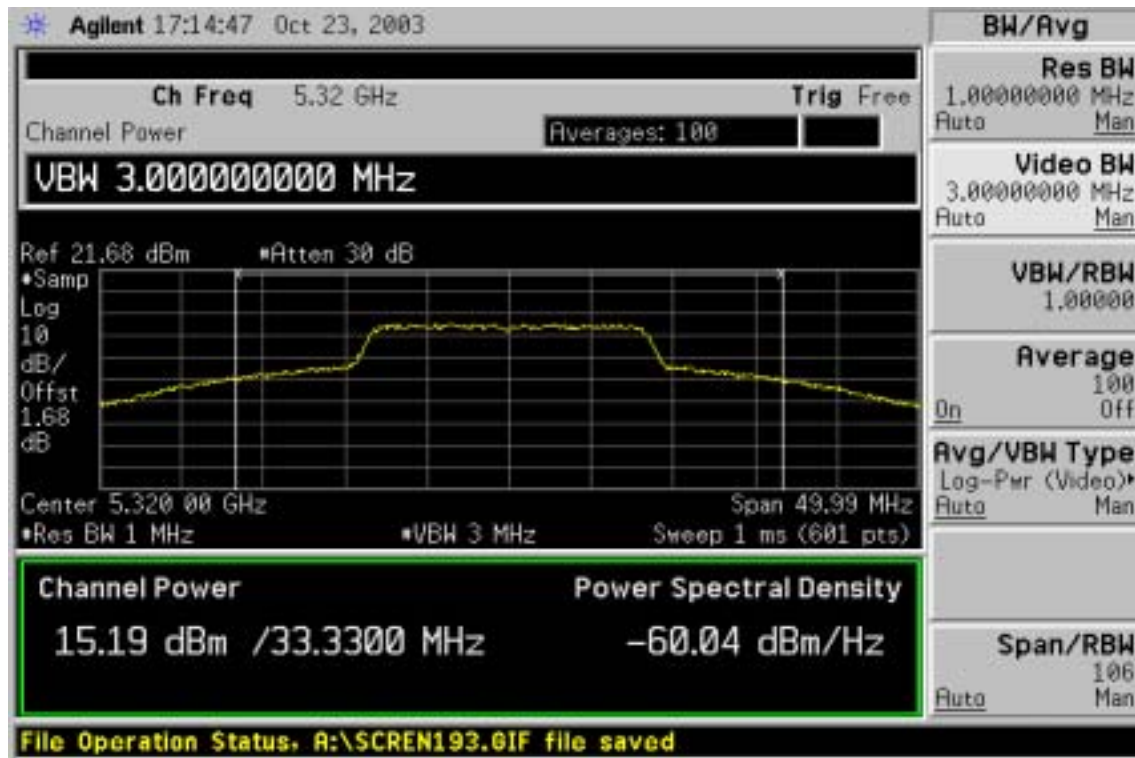 Agilent 17:14:47 Oct 23, 2003
Ch Freq 5.32 GHz Trig Free
Channel Power Averages: 100
VBW 3.000000000 MHz
Ref 21.68 dBm *Atten 30 dB
*Samp
Log
10
dB/
Offst
1.68
dB
Center 5.320 00 GHz Span 49.99 MHz
*Res BW 1 MHz *VBW 3 MHz Sweep 1 ms (601 pts)
Channel Power Power Spectral Density
15.19 dBm /33.3300 MHz -60.04 dBm/Hz
File Operation Status, A:\SCREN193.GIF file saved
BW/Avg
Res BW
1.00000000 MHz
Auto Man
Video BW
3.00000000 MHz
Auto Man
VBW/RBW
1.00000
Average
100
On Off
Avg/VBW Type
Log-Pwr (Video)
Auto Man
Span/RBW
106
Auto Man